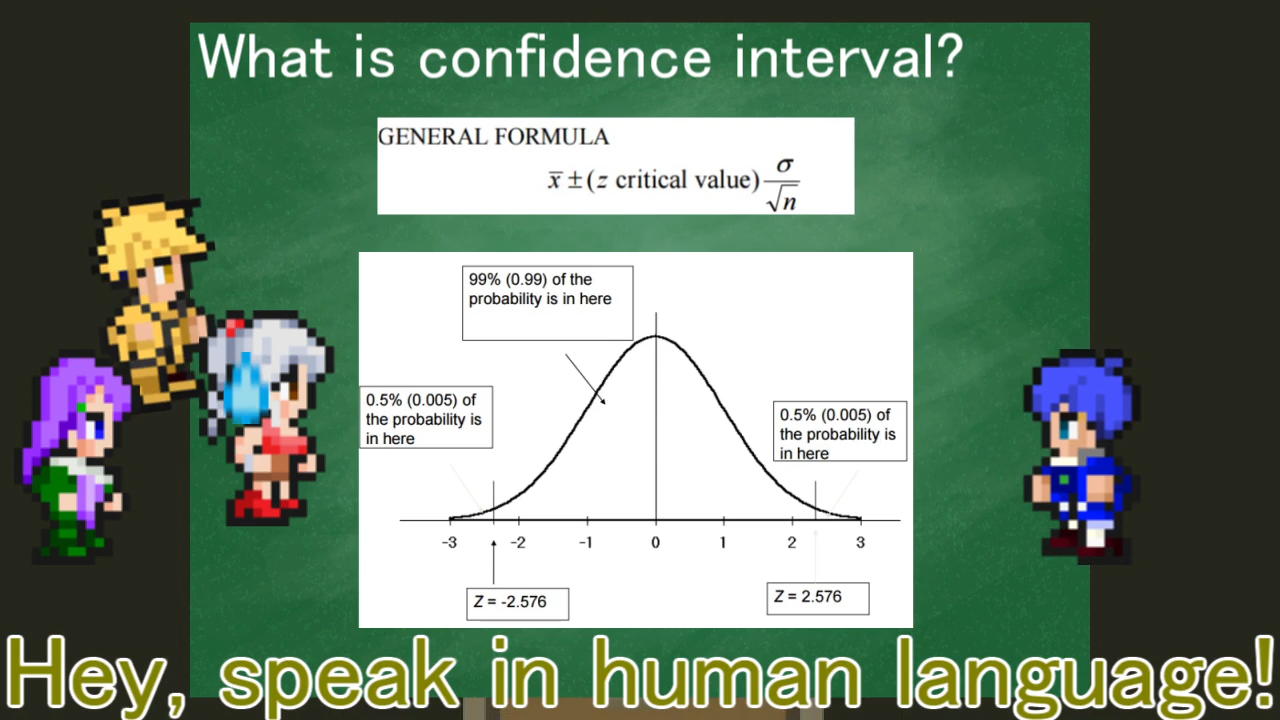 What is confidence interval?
GENERAL FORMULA
x̄ ± (z critical value) σ/√n
99% (0.99) of the
probability is in here
0.5% (0.005) of
the probability is
in here
0.5% (0.005) of
the probability is
in here
-3 -2 -1 0 1 2 3
Z = -2.576
Z = 2.576
Hey, speak in human language!